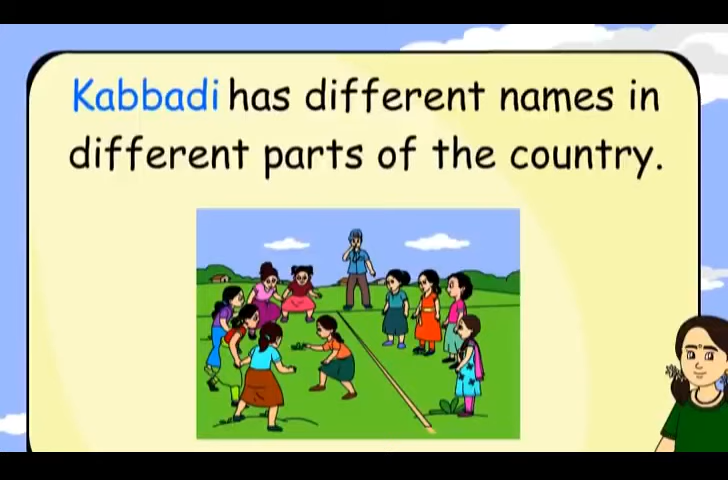 Kabbadi has different names in
different parts of the country.